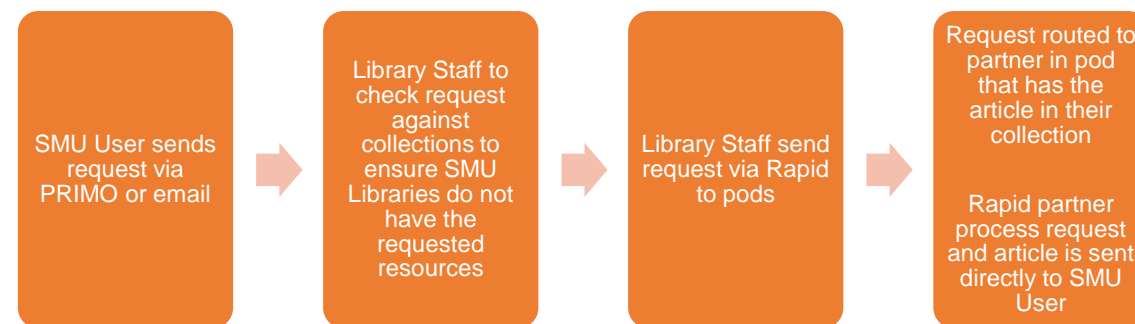 SMU User sends
request via
PRIMO or email
Library Staff to
check request
against
collections to
ensure SMU
Libraries do not
have the
requested
resources
Library Staff send
request via Rapid
to pods
Request routed to
partner in pod
that has the
article in their
collection
Rapid partner
process request
and article is sent
directly to SMU
User